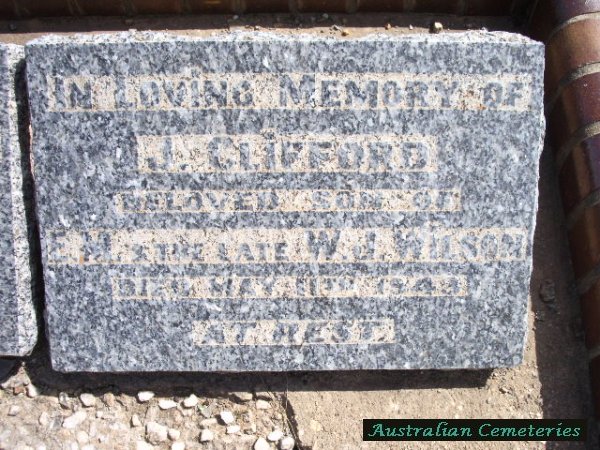 In Loving Memory of
J. Clifford
Beloved Son of
& the late W. J. Wilson
Died May
At Rest.
Australian Cemeteries